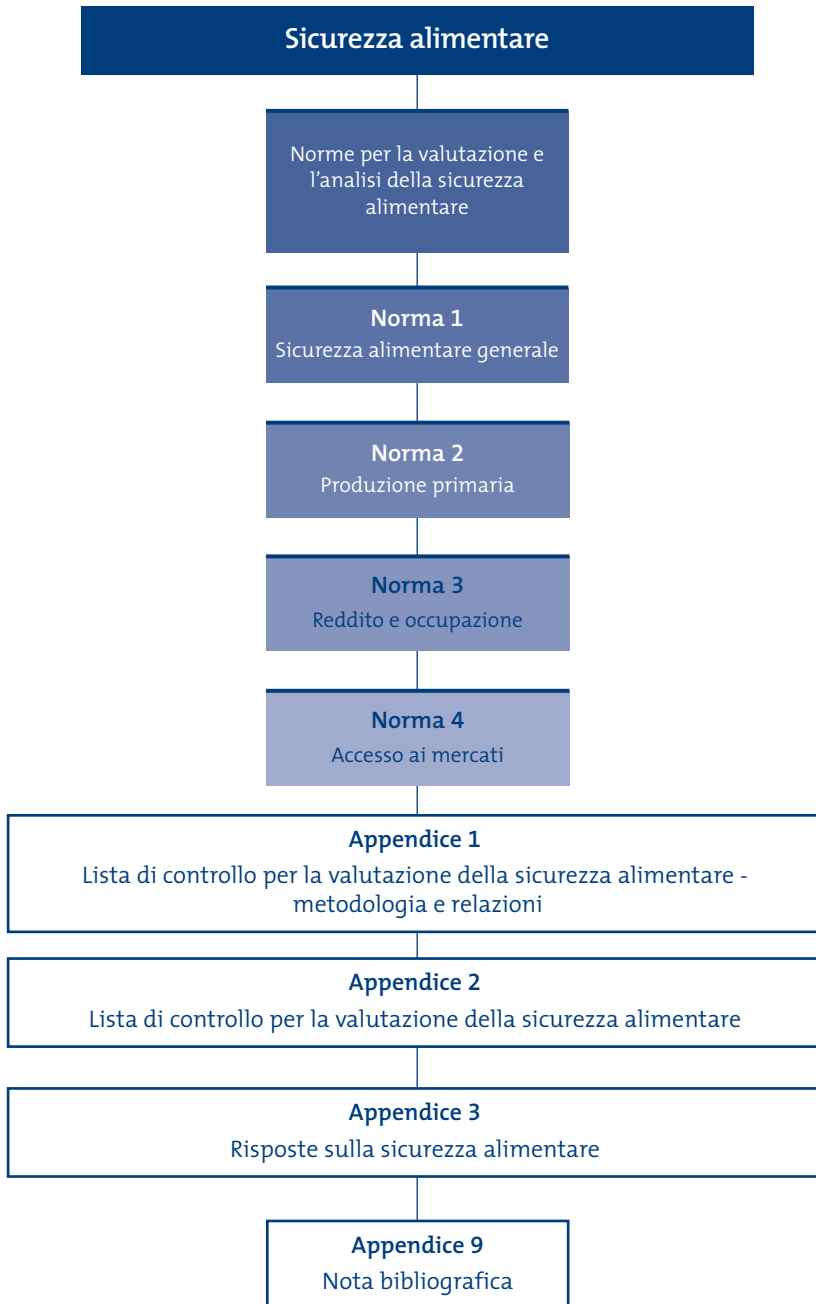 Sicurezza alimentare
Norme per la valutazione e
l'analisi della sicurezza
alimentare
Norma 1
Sicurezza alimentare generale
Norma 2
Produzione primaria
Norma 3
Reddito e occupazione
Norma 4
Accesso ai mercati
Appendice 1
Lista di controllo per la valutazione della sicurezza alimentare -
metodologia e relazioni
Appendice 2
Lista di controllo per la valutazione della sicurezza alimentare
Appendice 3
Risposte sulla sicurezza alimentare
Appendice 9
Nota bibliografica